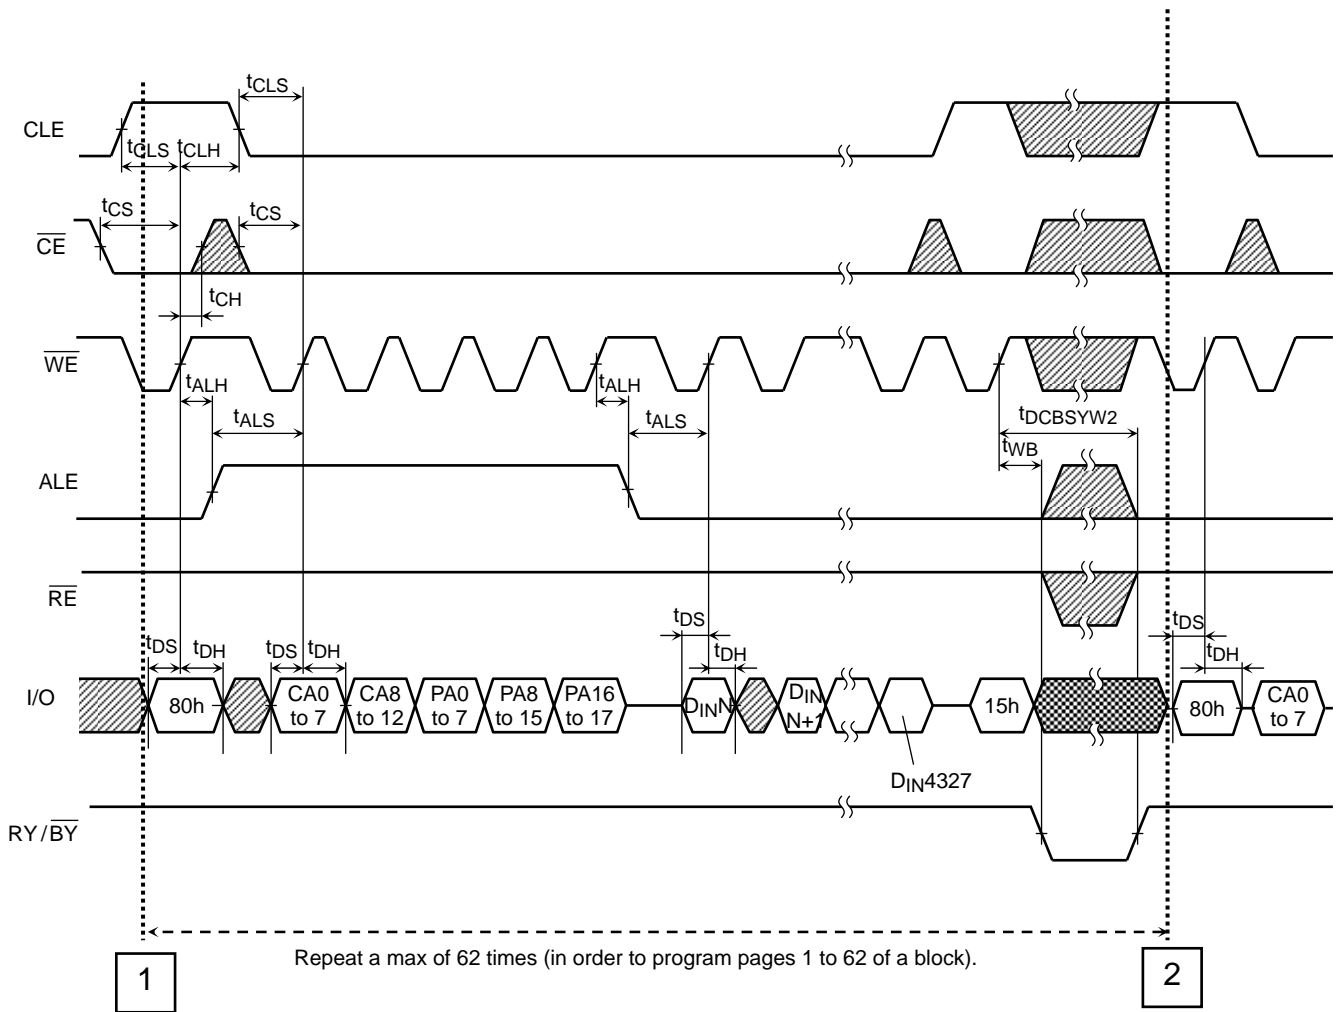 tCLS
CLE
tCLS tCLH
tCS tCS
CE
tCH
WE
tALH tALH
tALS tALS tDCBSYW2
tWB
ALE
RE
tDS tDH tDS tDH tDS tDH tDS tDH
I/O
80h
CA0 to 7
CA8 to 12
PA0 to 7
PA8 to 15
PA16 to 17
DINN
DIN N+1
15h
80h
CA0 to 7
DIN4327
RY/BY
Repeat a max of 62 times (in order to program pages 1 to 62 of a block).
1
2